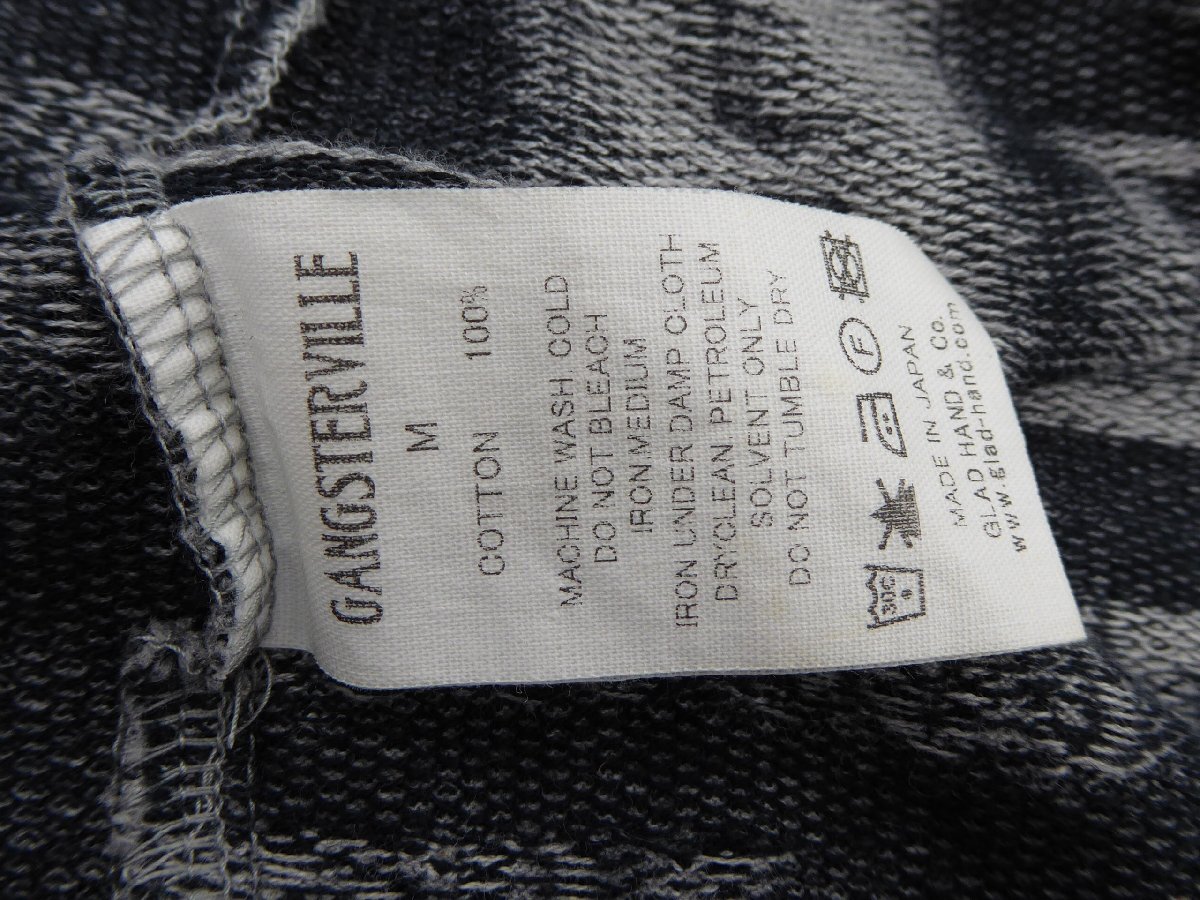 GANGSTERVILLE
M
COTTON 100%
MACHINE WASH, COLD
DO NOT BLEACH
IRON MEDIUM
IRON UNDER DAMP CLOTH
DRYCLEAN, PETROLEUM
SOLVENT ONLY
DO NOT TUMBLE DRY
30C F
MADE IN JAPAN
GLAD HAND & Co.
www.glad-hand.com